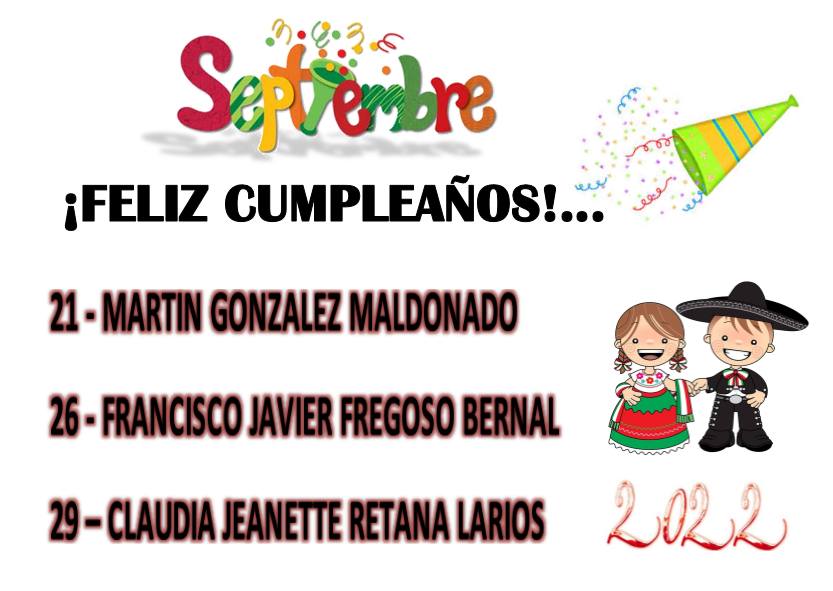 Septiembre
¡FELIZ CUMPLEAÑOS!...
21 - MARTIN GONZALEZ MALDONADO
26 - FRANCISCO JAVIER FREGOSO BERNAL
29 – CLAUDIA JEANETTE RETANA LARIOS
2022